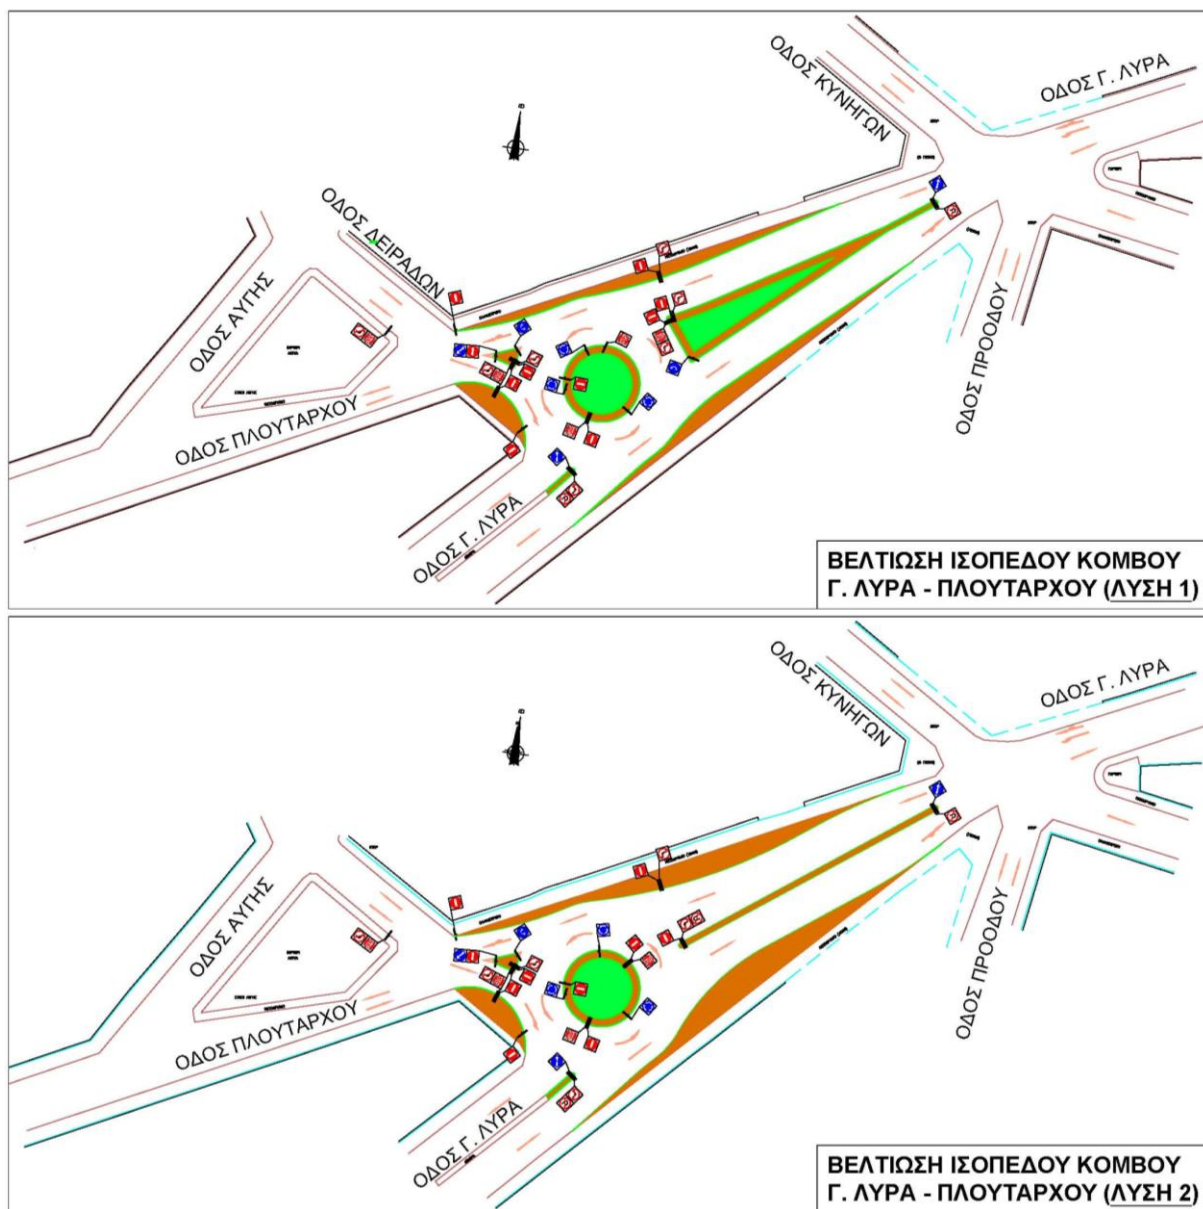 ΟΔΟΣ ΚΥΝΗΓΩΝ
ΟΔΟΣ Γ. ΛΥΡΑ
ΟΔΟΣ ΔΕΙΡΑΔΩΝ
ΟΔΟΣ ΑΥΓΗΣ
ΟΔΟΣ ΠΛΟΥΤΑΡΧΟΥ
ΟΔΟΣ ΠΡΟΟΔΟΥ
ΟΔΟΣ Γ. ΛΥΡΑ
ΒΕΛΤΙΩΣΗ ΙΣΟΠΕΔΟΥ ΚΟΜΒΟΥ
Γ. ΛΥΡΑ - ΠΛΟΥΤΑΡΧΟΥ (ΛΥΣΗ 1)
ΟΔΟΣ ΚΥΝΗΓΩΝ
ΟΔΟΣ Γ. ΛΥΡΑ
ΟΔΟΣ ΑΥΓΗΣ
ΟΔΟΣ ΠΛΟΥΤΑΡΧΟΥ
ΟΔΟΣ ΠΡΟΟΔΟΥ
ΟΔΟΣ Γ. ΛΥΡΑ
ΒΕΛΤΙΩΣΗ ΙΣΟΠΕΔΟΥ ΚΟΜΒΟΥ
Γ. ΛΥΡΑ - ΠΛΟΥΤΑΡΧΟΥ (ΛΥΣΗ 2)